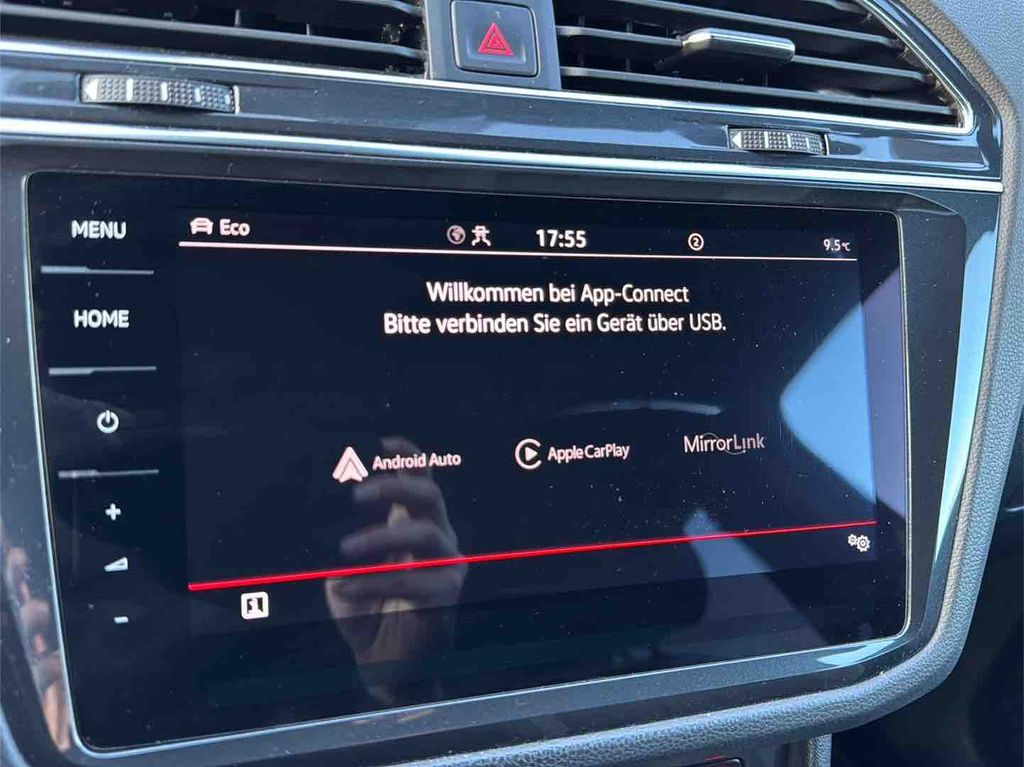 MENU
Eco
17:55
2
9.5°C
HOME
Willkommen bei App-Connect
Bitte verbinden Sie ein Gerät über USB.
Android Auto
Apple CarPlay
MirrorLink
+
-